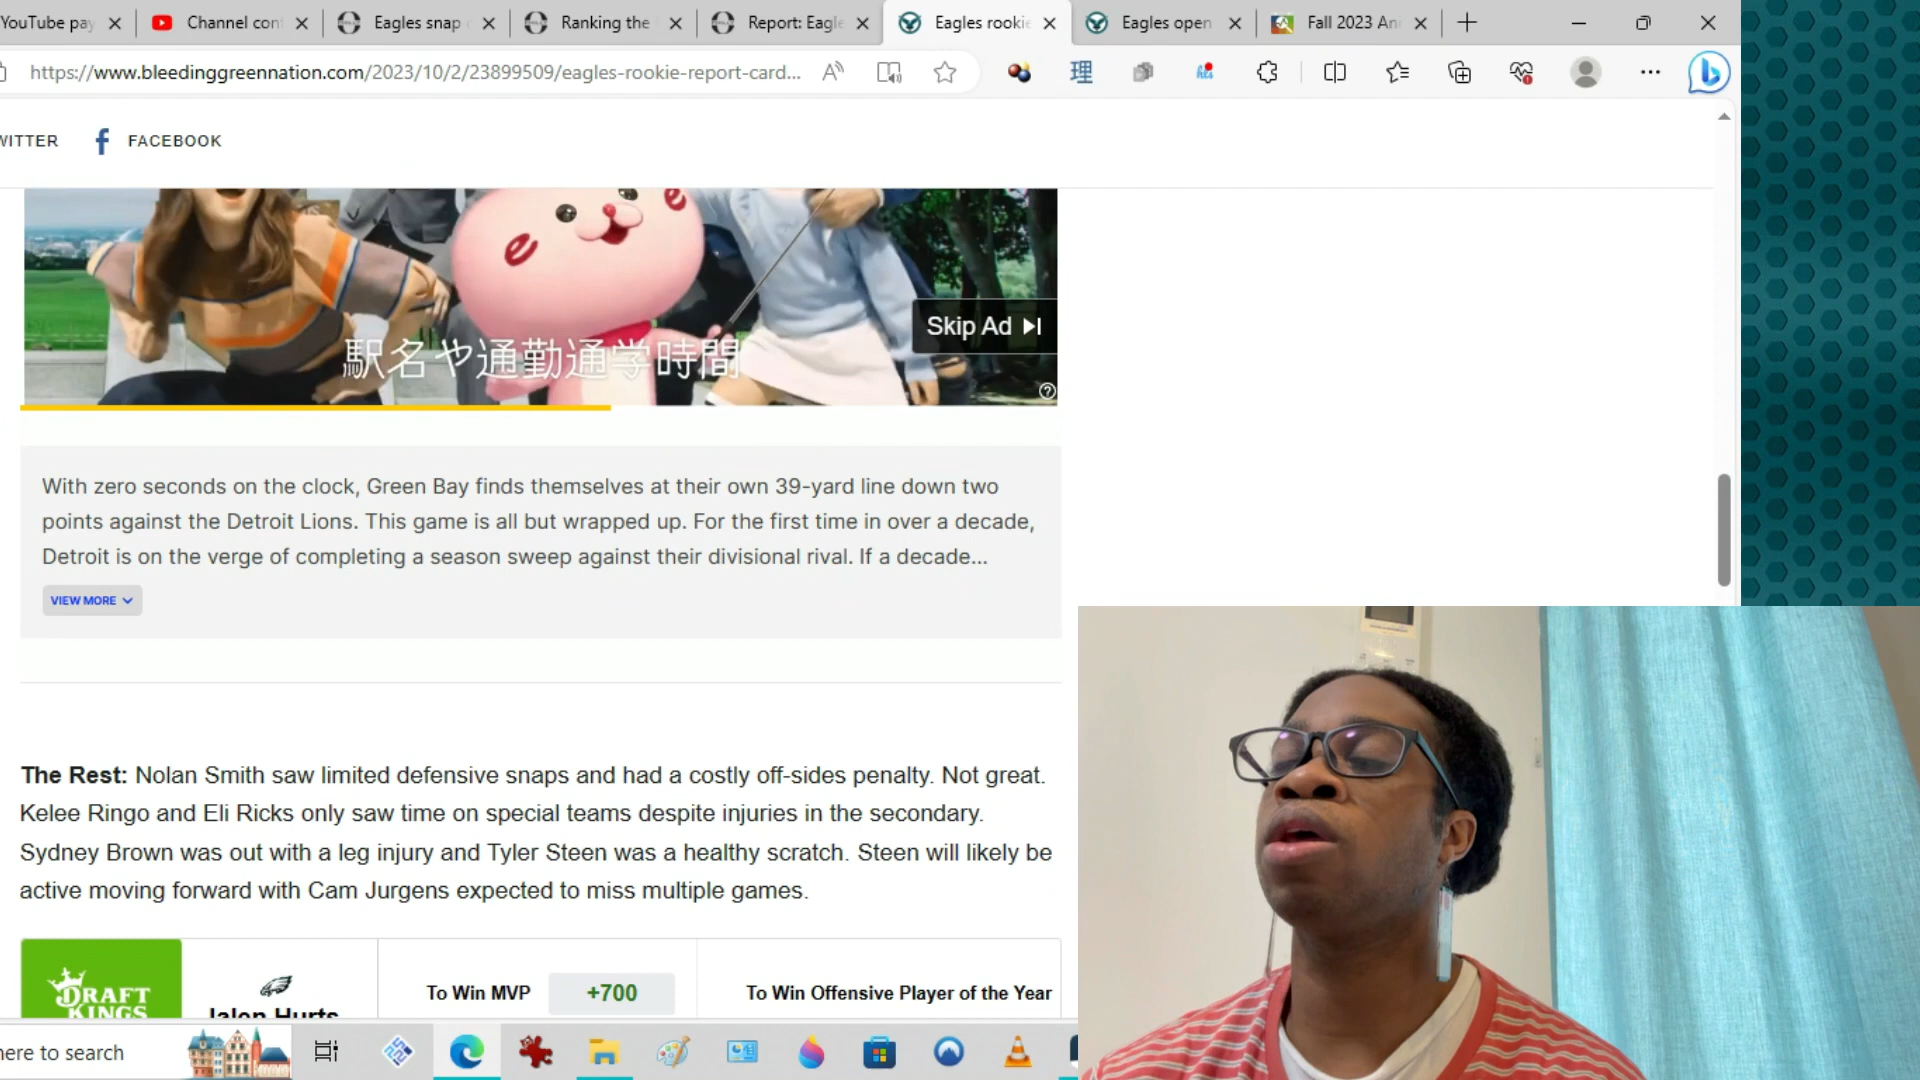 YouTube pay
Channel con
Eagles snap
Ranking the
Report: Eagle
Eagles rookie
Eagles open
Fall 2023 Ani
https://www.bleedinggreennation.com/2023/10/2/23899509/eagles-rookie-report-card...
理
hls
WITTER
FACEBOOK
e
e
Skip Ad
駅名や通勤通学時間
With zero seconds on the clock, Green Bay finds themselves at their own 39-yard line down two
points against the Detroit Lions. This game is all but wrapped up. For the first time in over a decade,
Detroit is on the verge of completing a season sweep against their divisional rival. If a decade...
VIEW MORE
The Rest: Nolan Smith saw limited defensive snaps and had a costly off-sides penalty. Not great.
Kelee Ringo and Eli Ricks only saw time on special teams despite injuries in the secondary.
Sydney Brown was out with a leg injury and Tyler Steen was a healthy scratch. Steen will likely be
active moving forward with Cam Jurgens expected to miss multiple games.
DRAFT
KINGS
Jalen Hurts
To Win MVP
+700
To Win Offensive Player of the Year
here to search